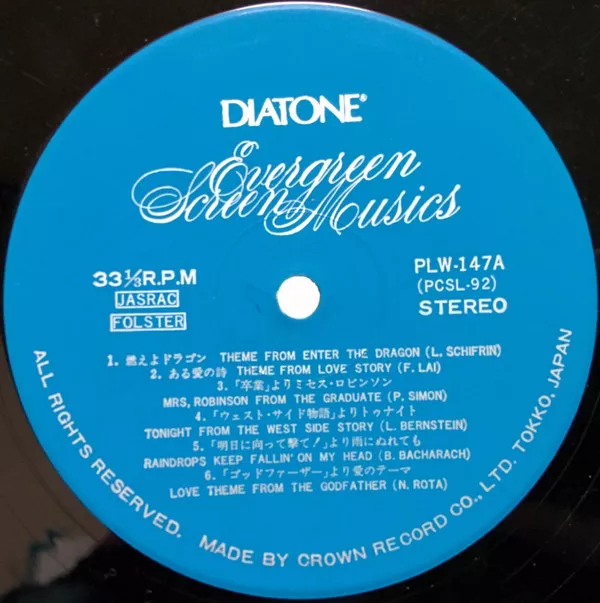 DIATONE®
Evergreen
Screen Musics
33 1/3 R.P.M
JASRAC
FOLSTER
PLW-147A
(PCSL-92)
STEREO
1. 燃えよドラゴン THEME FROM ENTER THE DRAGON (L. SCHIFRIN)
2. ある愛の詩 THEME FROM LOVE STORY (F. LAI)
3. 「卒業」よりミセス・ロビンソン
MRS, ROBINSON FROM THE GRADUATE (P. SIMON)
4. 「ウェスト・サイド物語」よりトゥナイト
TONIGHT FROM THE WEST SIDE STORY (L. BERNSTEIN)
5. 「明日に向って撃て!」より雨にぬれても
RAINDROPS KEEP FALLIN' ON MY HEAD (B. BACHARACH)
6. 「ゴッドファーザー」より愛のテーマ
LOVE THEME FROM THE GODFATHER (N. ROTA)
ALL RIGHTS RESERVED. MADE BY CROWN RECORD CO., LTD. TOKKO. JAPAN